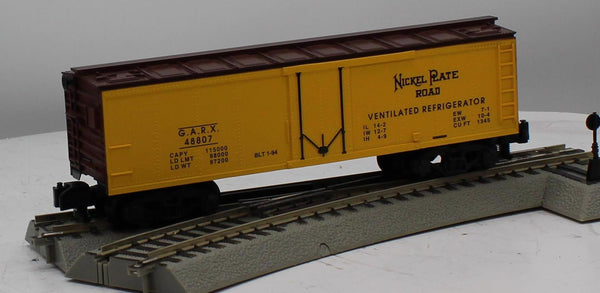 G.A.R.X.
48807
CAPY 115000
LD LMT 98000
LD WT 97200
BLT 1-94
NICKEL PLATE
ROAD
VENTILATED REFRIGERATOR
IL 14-2 EW 7-1
IW 12-7 EXW 10-4
IH 4-9 CU FT 1345